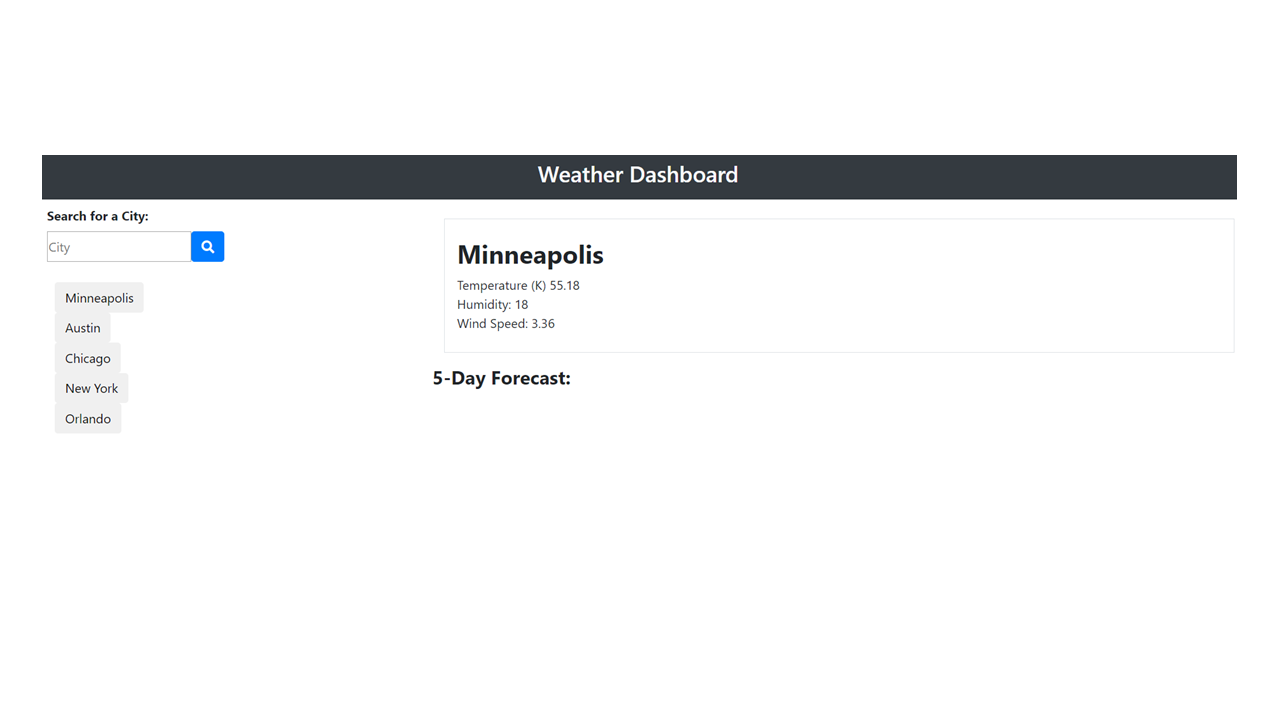 Weather Dashboard
Search for a City:
City
Minneapolis
Austin
Chicago
New York
Orlando
Minneapolis
Temperature (K) 55.18
Humidity: 18
Wind Speed: 3.36
5-Day Forecast: